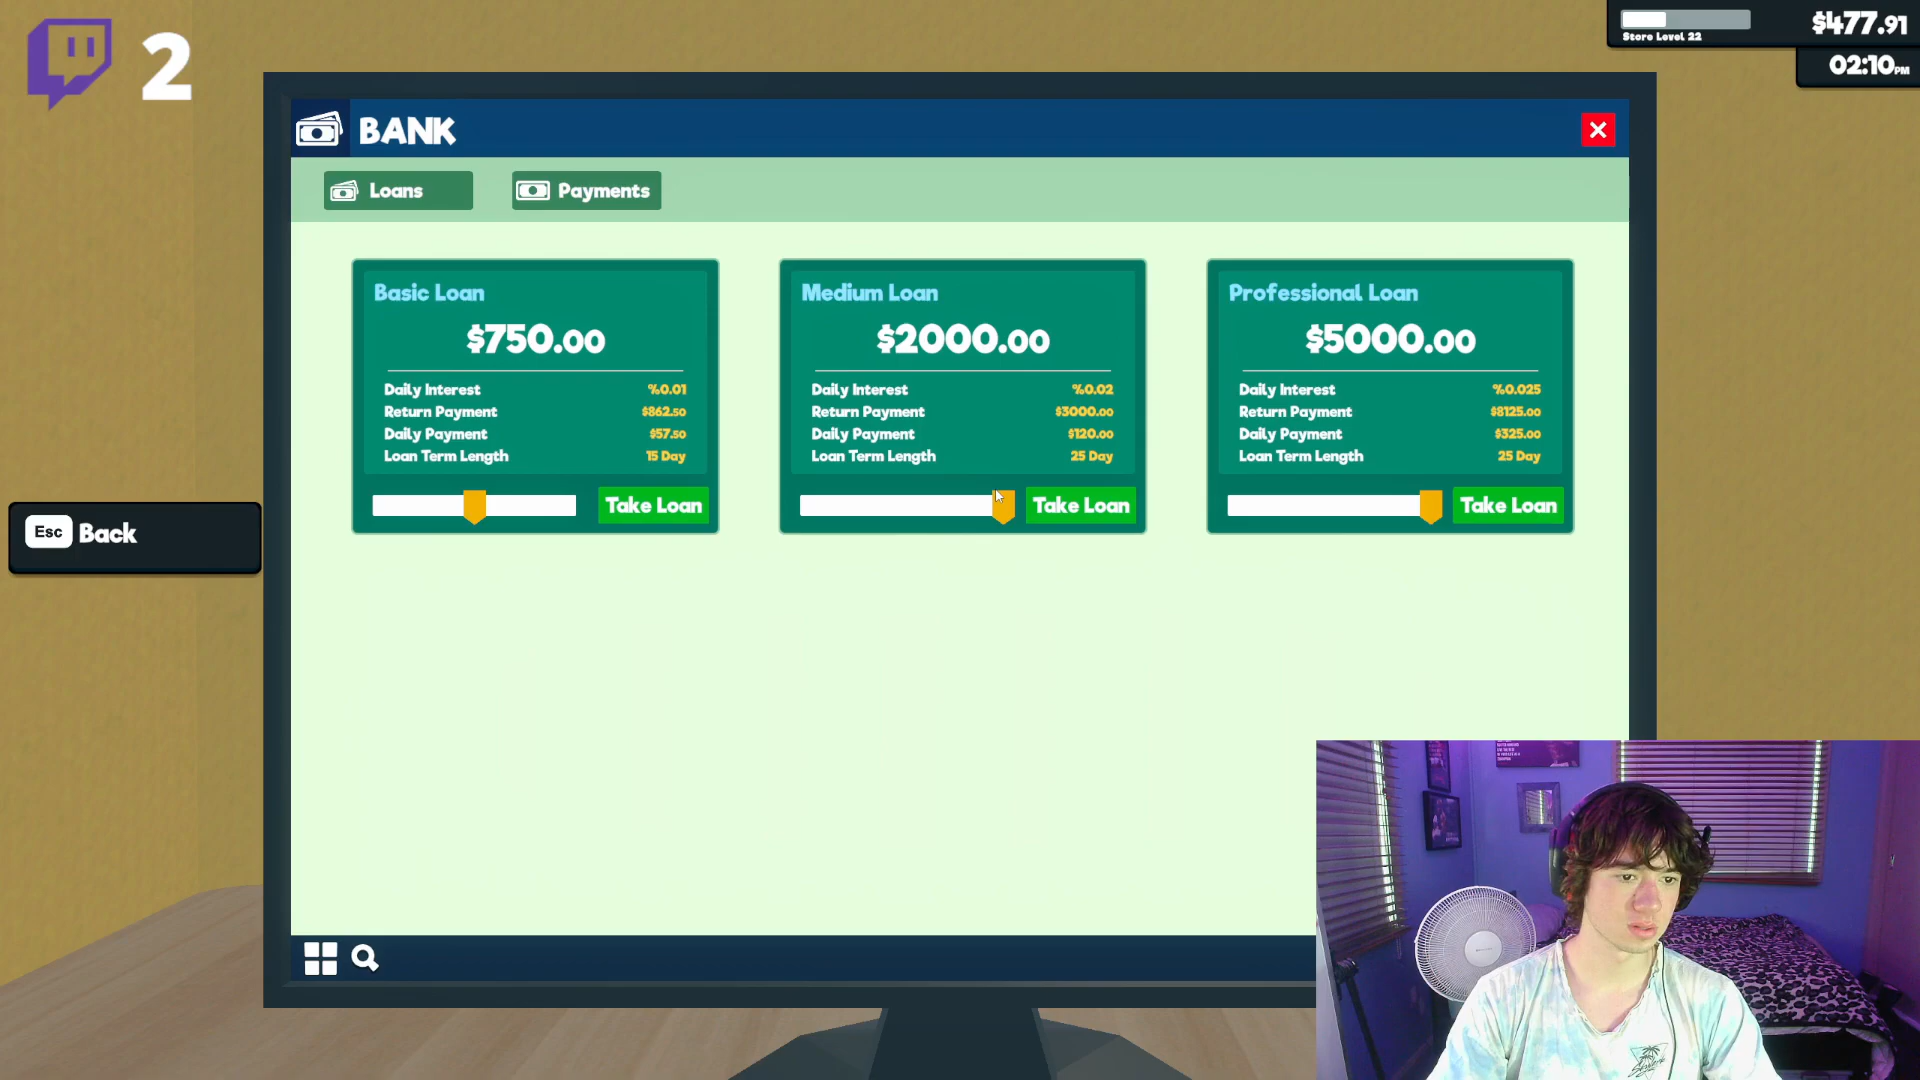 2
$477.91
Store Level 22
02:10PM
BANK
Loans
Payments
Basic Loan
$750.00
Daily Interest %0.01
Return Payment $862.50
Daily Payment $57.50
Loan Term Length 15 Day
Take Loan
Medium Loan
$2000.00
Daily Interest %0.02
Return Payment $3000.00
Daily Payment $120.00
Loan Term Length 25 Day
Take Loan
Professional Loan
$5000.00
Daily Interest %0.025
Return Payment $8125.00
Daily Payment $325.00
Loan Term Length 25 Day
Take Loan
Esc Back